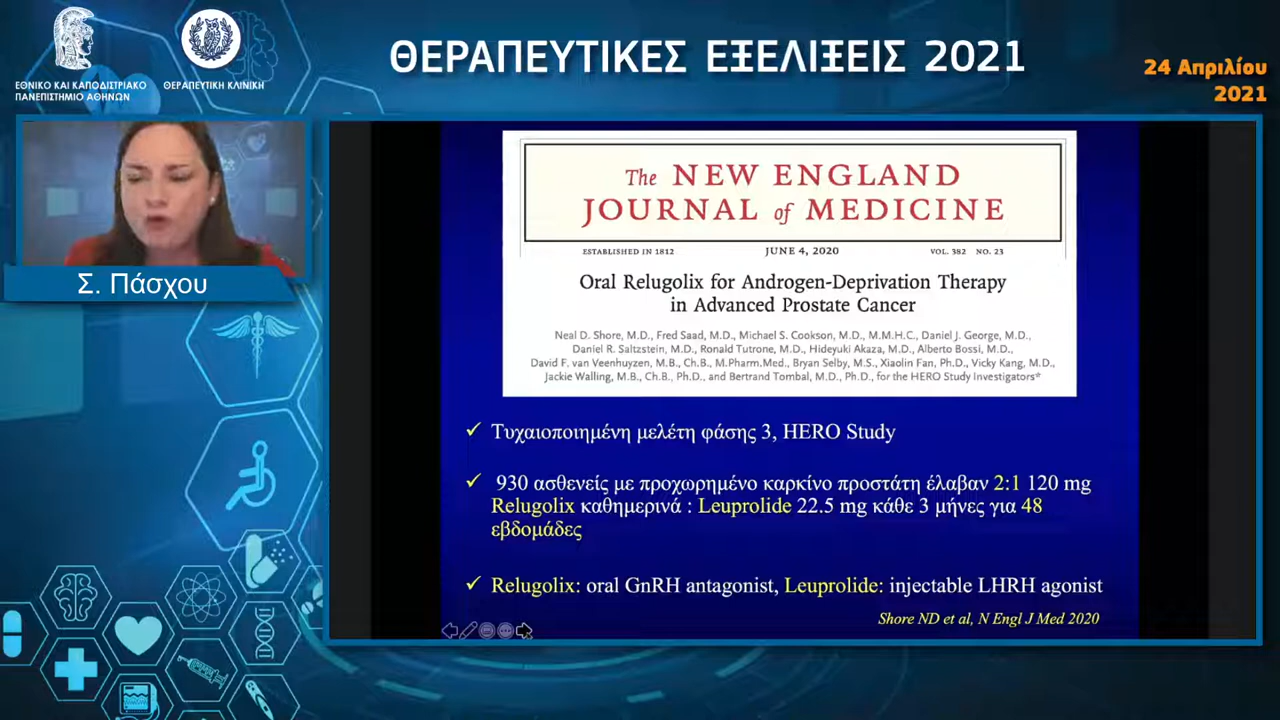 ΕΘΝΙΚΟ ΚΑΙ ΚΑΠΟΔΙΣΤΡΙΑΚΟ
ΠΑΝΕΠΙΣΤΗΜΙΟ ΑΘΗΝΩΝ
ΘΕΡΑΠΕΥΤΙΚΗ ΚΛΙΝΙΚΗ
ΘΕΡΑΠΕΥΤΙΚΕΣ ΕΞΕΛΙΞΕΙΣ 2021
24 Απριλίου
2021
Σ. Πάσχου
The NEW ENGLAND
JOURNAL of MEDICINE
ESTABLISHED IN 1812 JUNE 4, 2020 VOL. 382 NO. 23
Oral Relugolix for Androgen-Deprivation Therapy
in Advanced Prostate Cancer
Neal D. Shore, M.D., Fred Saad, M.D., Michael S. Cookson, M.D., M.M.H.C., Daniel J. George, M.D.,
Daniel R. Saltzstein, M.D., Ronald Tutrone, M.D., Hideyuki Akaza, M.D., Alberto Bossi, M.D.,
David F. van Veenhuyzen, M.B., Ch.B., M.Pharm.Med., Bryan Selby, M.S., Xiaolin Fan, Ph.D., Vicky Kang, M.D.,
Jackie Walling, M.B., Ch.B., Ph.D., and Bertrand Tombal, M.D., Ph.D., for the HERO Study Investigators*
✓ Τυχαιοποιημένη μελέτη φάσης 3, HERO Study
✓ 930 ασθενείς με προχωρημένο καρκίνο προστάτη έλαβαν 2:1 120 mg
Relugolix καθημερινά : Leuprolide 22.5 mg κάθε 3 μήνες για 48
εβδομάδες
✓ Relugolix: oral GnRH antagonist, Leuprolide: injectable LHRH agonist
Shore ND et al, N Engl J Med 2020